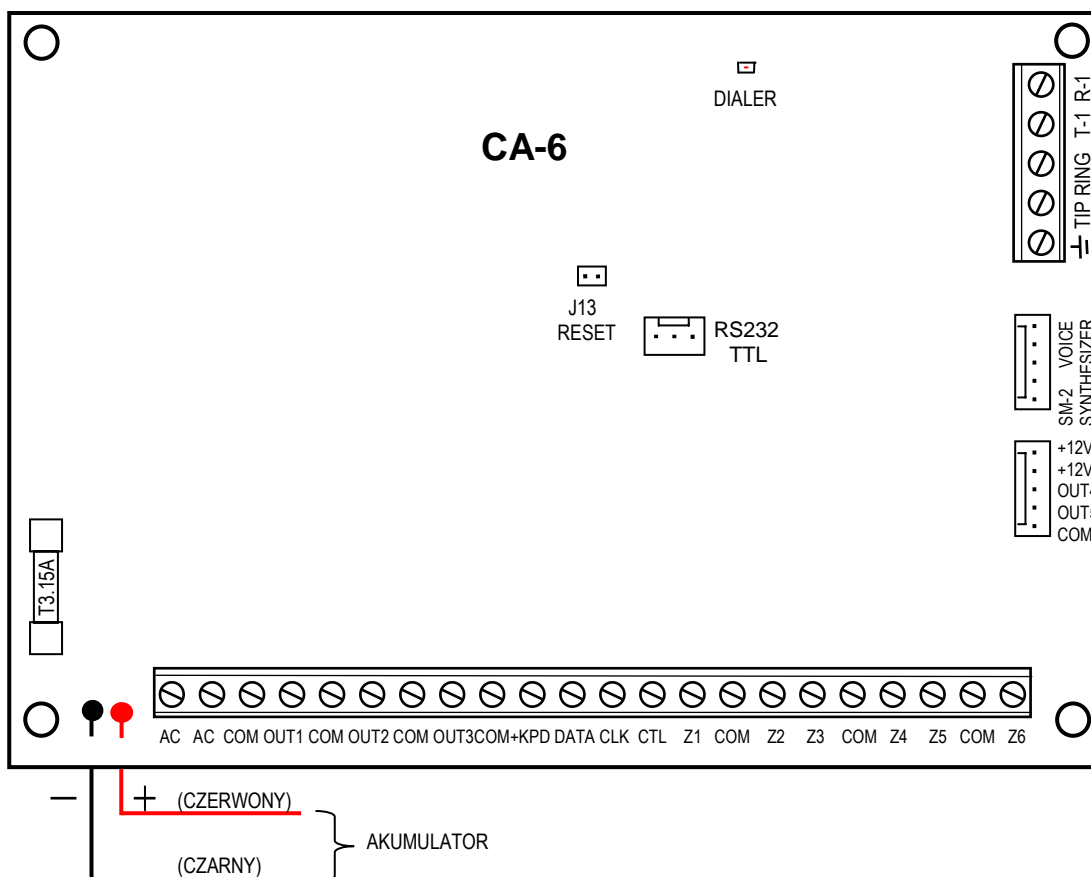 DIALER
CA-6
R-1
T-1
RING
TIP
J13
RESET
RS232
TTL
SM-2 VOICE
SYNTHESIZER
+12V
+12V
OUT4
COM
T3.15A
AC AC COM OUT1 COM OUT2 COM OUT3 COM +KPD DATA CLK CTL Z1 COM Z2 Z3 COM Z4 Z5 COM Z6
— + (CZERWONY)
AKUMULATOR
(CZARNY)